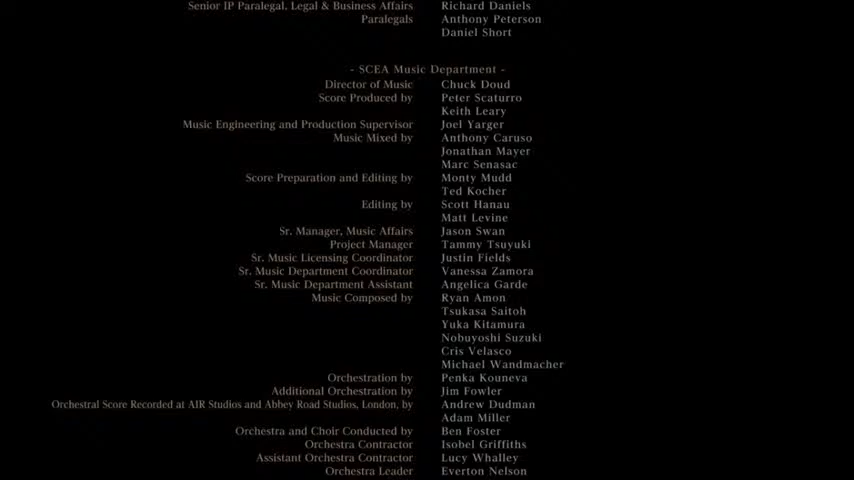 Senior IP Paralegal, Legal & Business Affairs Richard Daniels
Paralegals Anthony Peterson
Daniel Short
- SCEA Music Department -
Director of Music Chuck Doud
Score Produced by Peter Scaturro
Keith Leary
Music Engineering and Production Supervisor Joel Yarger
Music Mixed by Anthony Caruso
Jonathan Mayer
Marc Senasac
Score Preparation and Editing by Monty Mudd
Ted Kocher
Editing by Scott Hanau
Matt Levine
Sr. Manager, Music Affairs Jason Swan
Project Manager Tammy Tsuyuki
Sr. Music Licensing Coordinator Justin Fields
Sr. Music Department Coordinator Vanessa Zamora
Sr. Music Department Assistant Angelica Garde
Music Composed by Ryan Amon
Tsukasa Saitoh
Yuka Kitamura
Nobuyoshi Suzuki
Cris Velasco
Michael Wandmacher
Orchestration by Penka Kouneva
Additional Orchestration by Jim Fowler
Orchestral Score Recorded at AIR Studios and Abbey Road Studios, London, by Andrew Dudman
Adam Miller
Orchestra and Choir Conducted by Ben Foster
Orchestra Contractor Isobel Griffiths
Assistant Orchestra Contractor Lucy Whalley
Orchestra Leader Everton Nelson